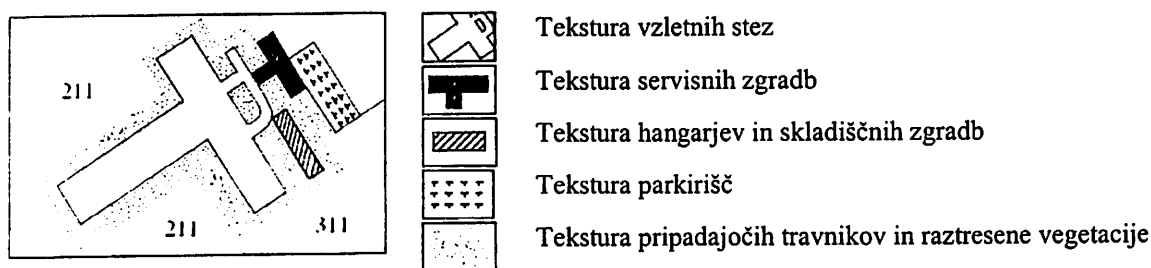 Tekstura vzletnih stez
211
Tekstura servisnih zgradb
Tekstura hangarjev in skladiščnih zgradb
Tekstura parkirišč
211
311
Tekstura pripadajočih travnikov in raztresene vegetacije